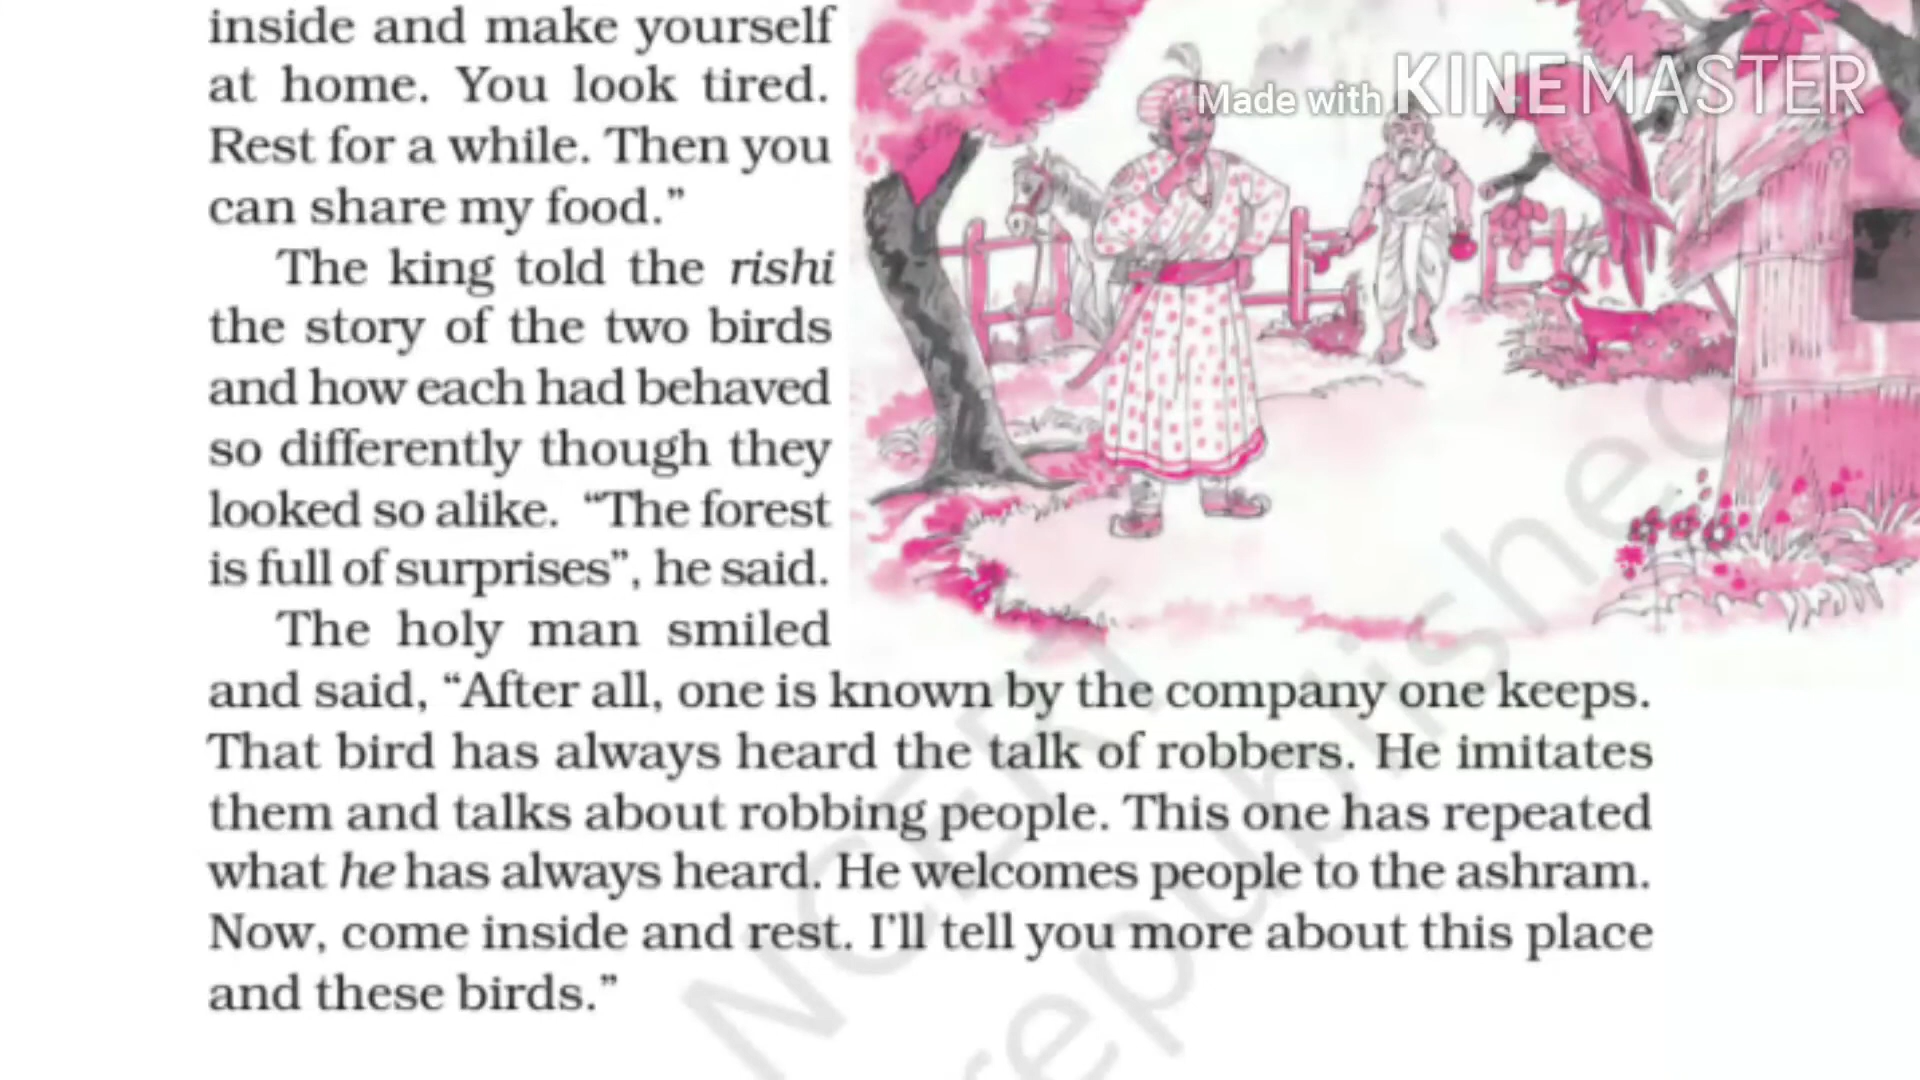 inside and make yourself
at home. You look tired.
Rest for a while. Then you
can share my food.”
The king told the rishi
the story of the two birds
and how each had behaved
so differently though they
looked so alike. “The forest
is full of surprises”, he said.
The holy man smiled
and said, “After all, one is known by the company one keeps.
That bird has always heard the talk of robbers. He imitates
them and talks about robbing people. This one has repeated
what he has always heard. He welcomes people to the ashram.
Now, come inside and rest. I’ll tell you more about this place
and these birds.”
Made with KINEMASTER
NCERT
republished